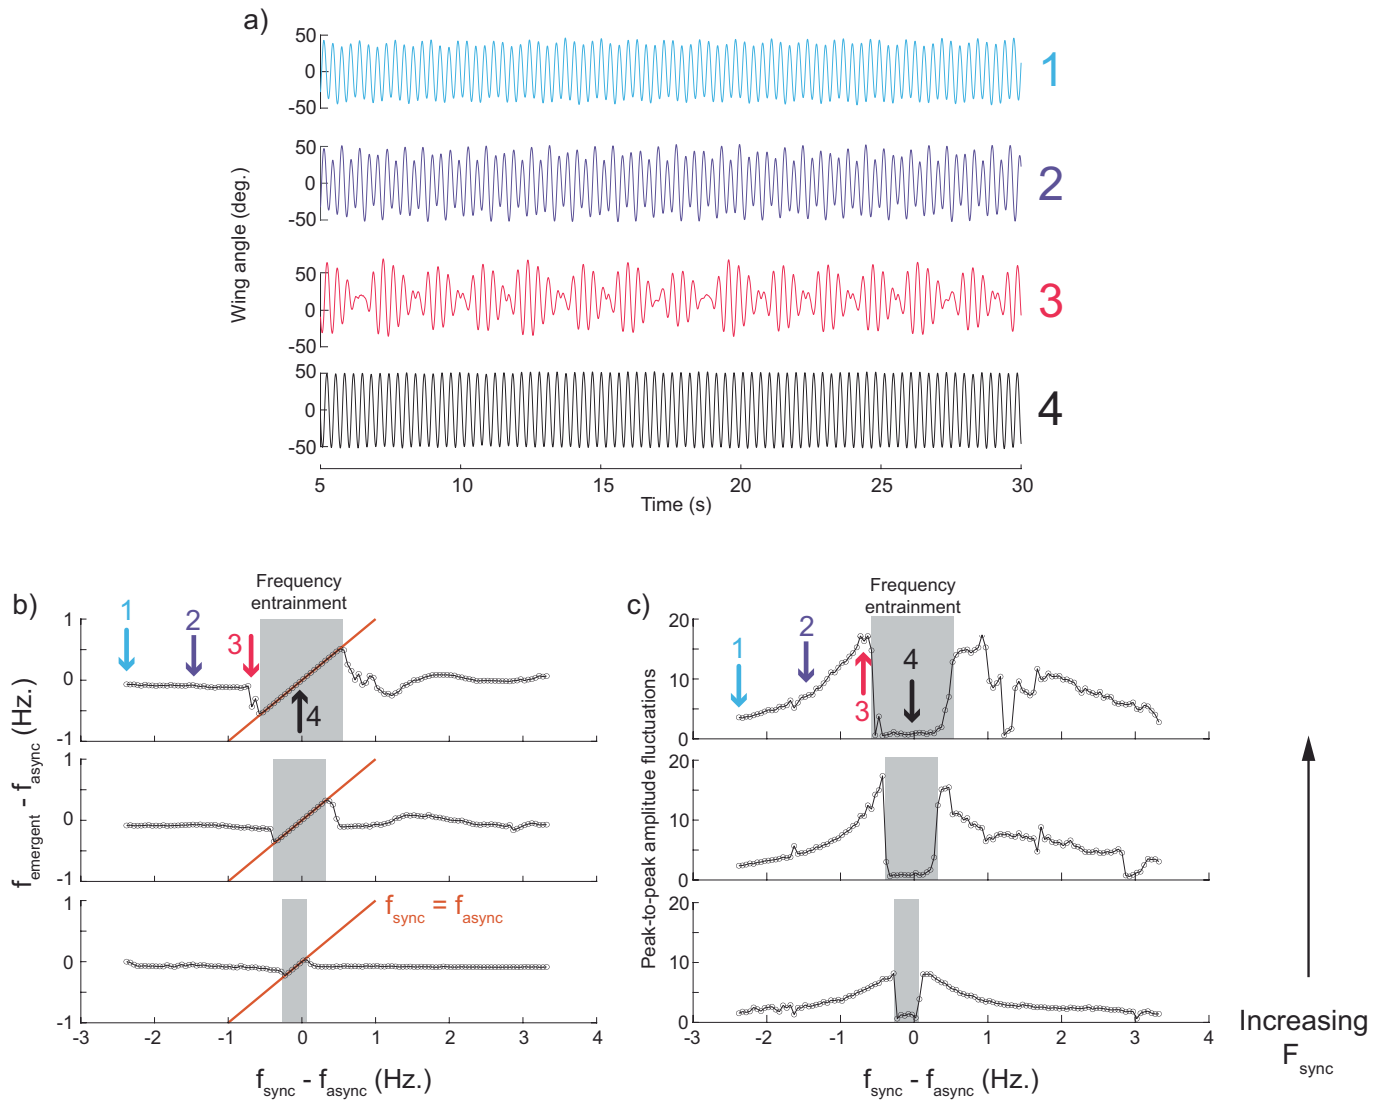 a)
50
0
-50
1
50
0
-50
2
50
0
-50
3
50
0
-50
4
Wing angle (deg.)
5 10 15 20 25 30
Time (s)
b)
Frequency
entrainment
1
2
3
4
1
0
-1
1
0
-1
1
0
-1
f_sync = f_async
f_emergent - f_async (Hz.)
-3 -2 -1 0 1 2 3 4
f_sync - f_async (Hz.)
c)
Frequency
entrainment
1
2
3
4
20
10
0
20
10
0
20
10
0
Peak-to-peak amplitude fluctuations
-3 -2 -1 0 1 2 3 4
f_sync - f_async (Hz.)
Increasing
F_sync